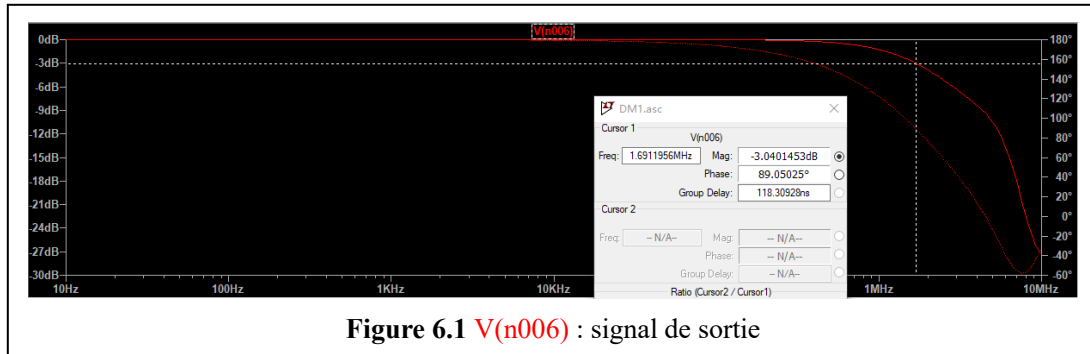 V(n006)
0dB 180°
-3dB 160°
-6dB 140°
-9dB 120°
-12dB 100°
-15dB 80°
-18dB 60°
-21dB 40°
-24dB 20°
-27dB 0°
-30dB -20°
-40°
-60°
10Hz 100Hz 1KHz 10KHz 1MHz 10MHz
DM1.asc
Cursor 1
V(n006)
Freq: 1.6911956MHz Mag: -3.0401453dB
Phase: 89.05025°
Group Delay: 118.30928ns
Cursor 2
Freq: -- N/A-- Mag: -- N/A--
Phase: -- N/A--
Group Delay: -- N/A--
Ratio (Cursor2 / Cursor1)
Figure 6.1 V(n006) : signal de sortie